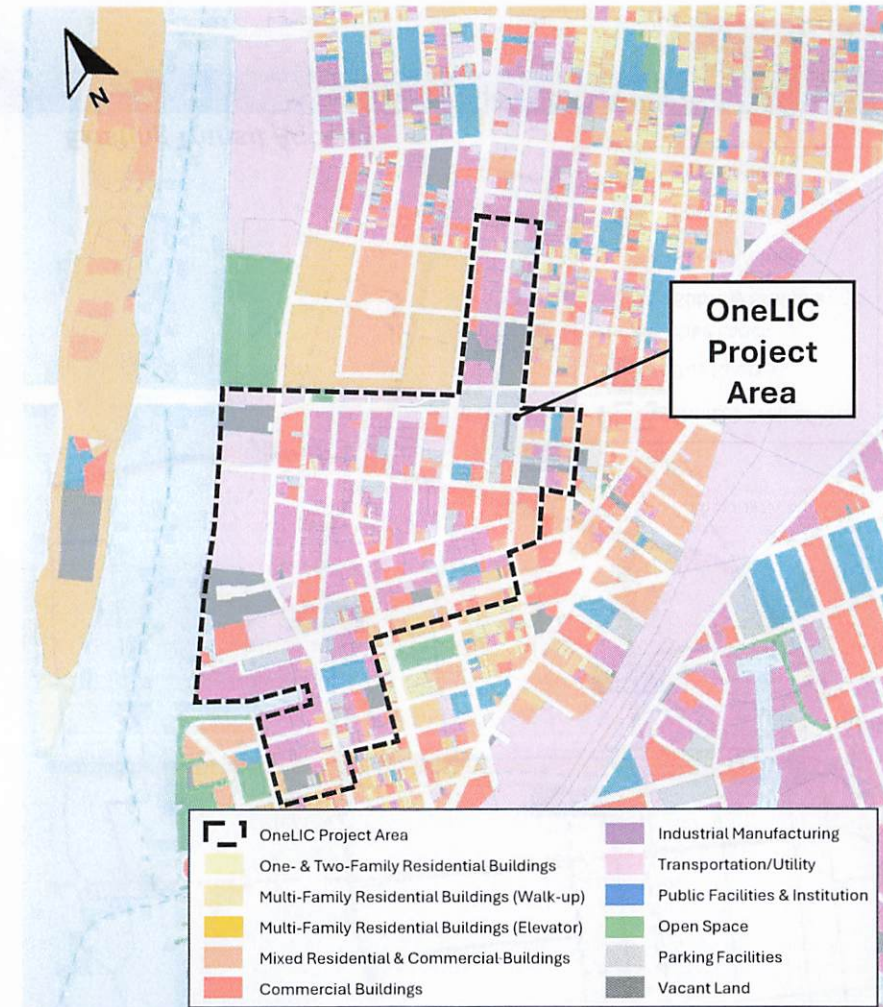 N
OneLIC
Project
Area
OneLIC Project Area
One- & Two-Family Residential Buildings
Multi-Family Residential Buildings (Walk-up)
Multi-Family Residential Buildings (Elevator)
Mixed Residential & Commercial Buildings
Commercial Buildings
Industrial Manufacturing
Transportation/Utility
Public Facilities & Institution
Open Space
Parking Facilities
Vacant Land